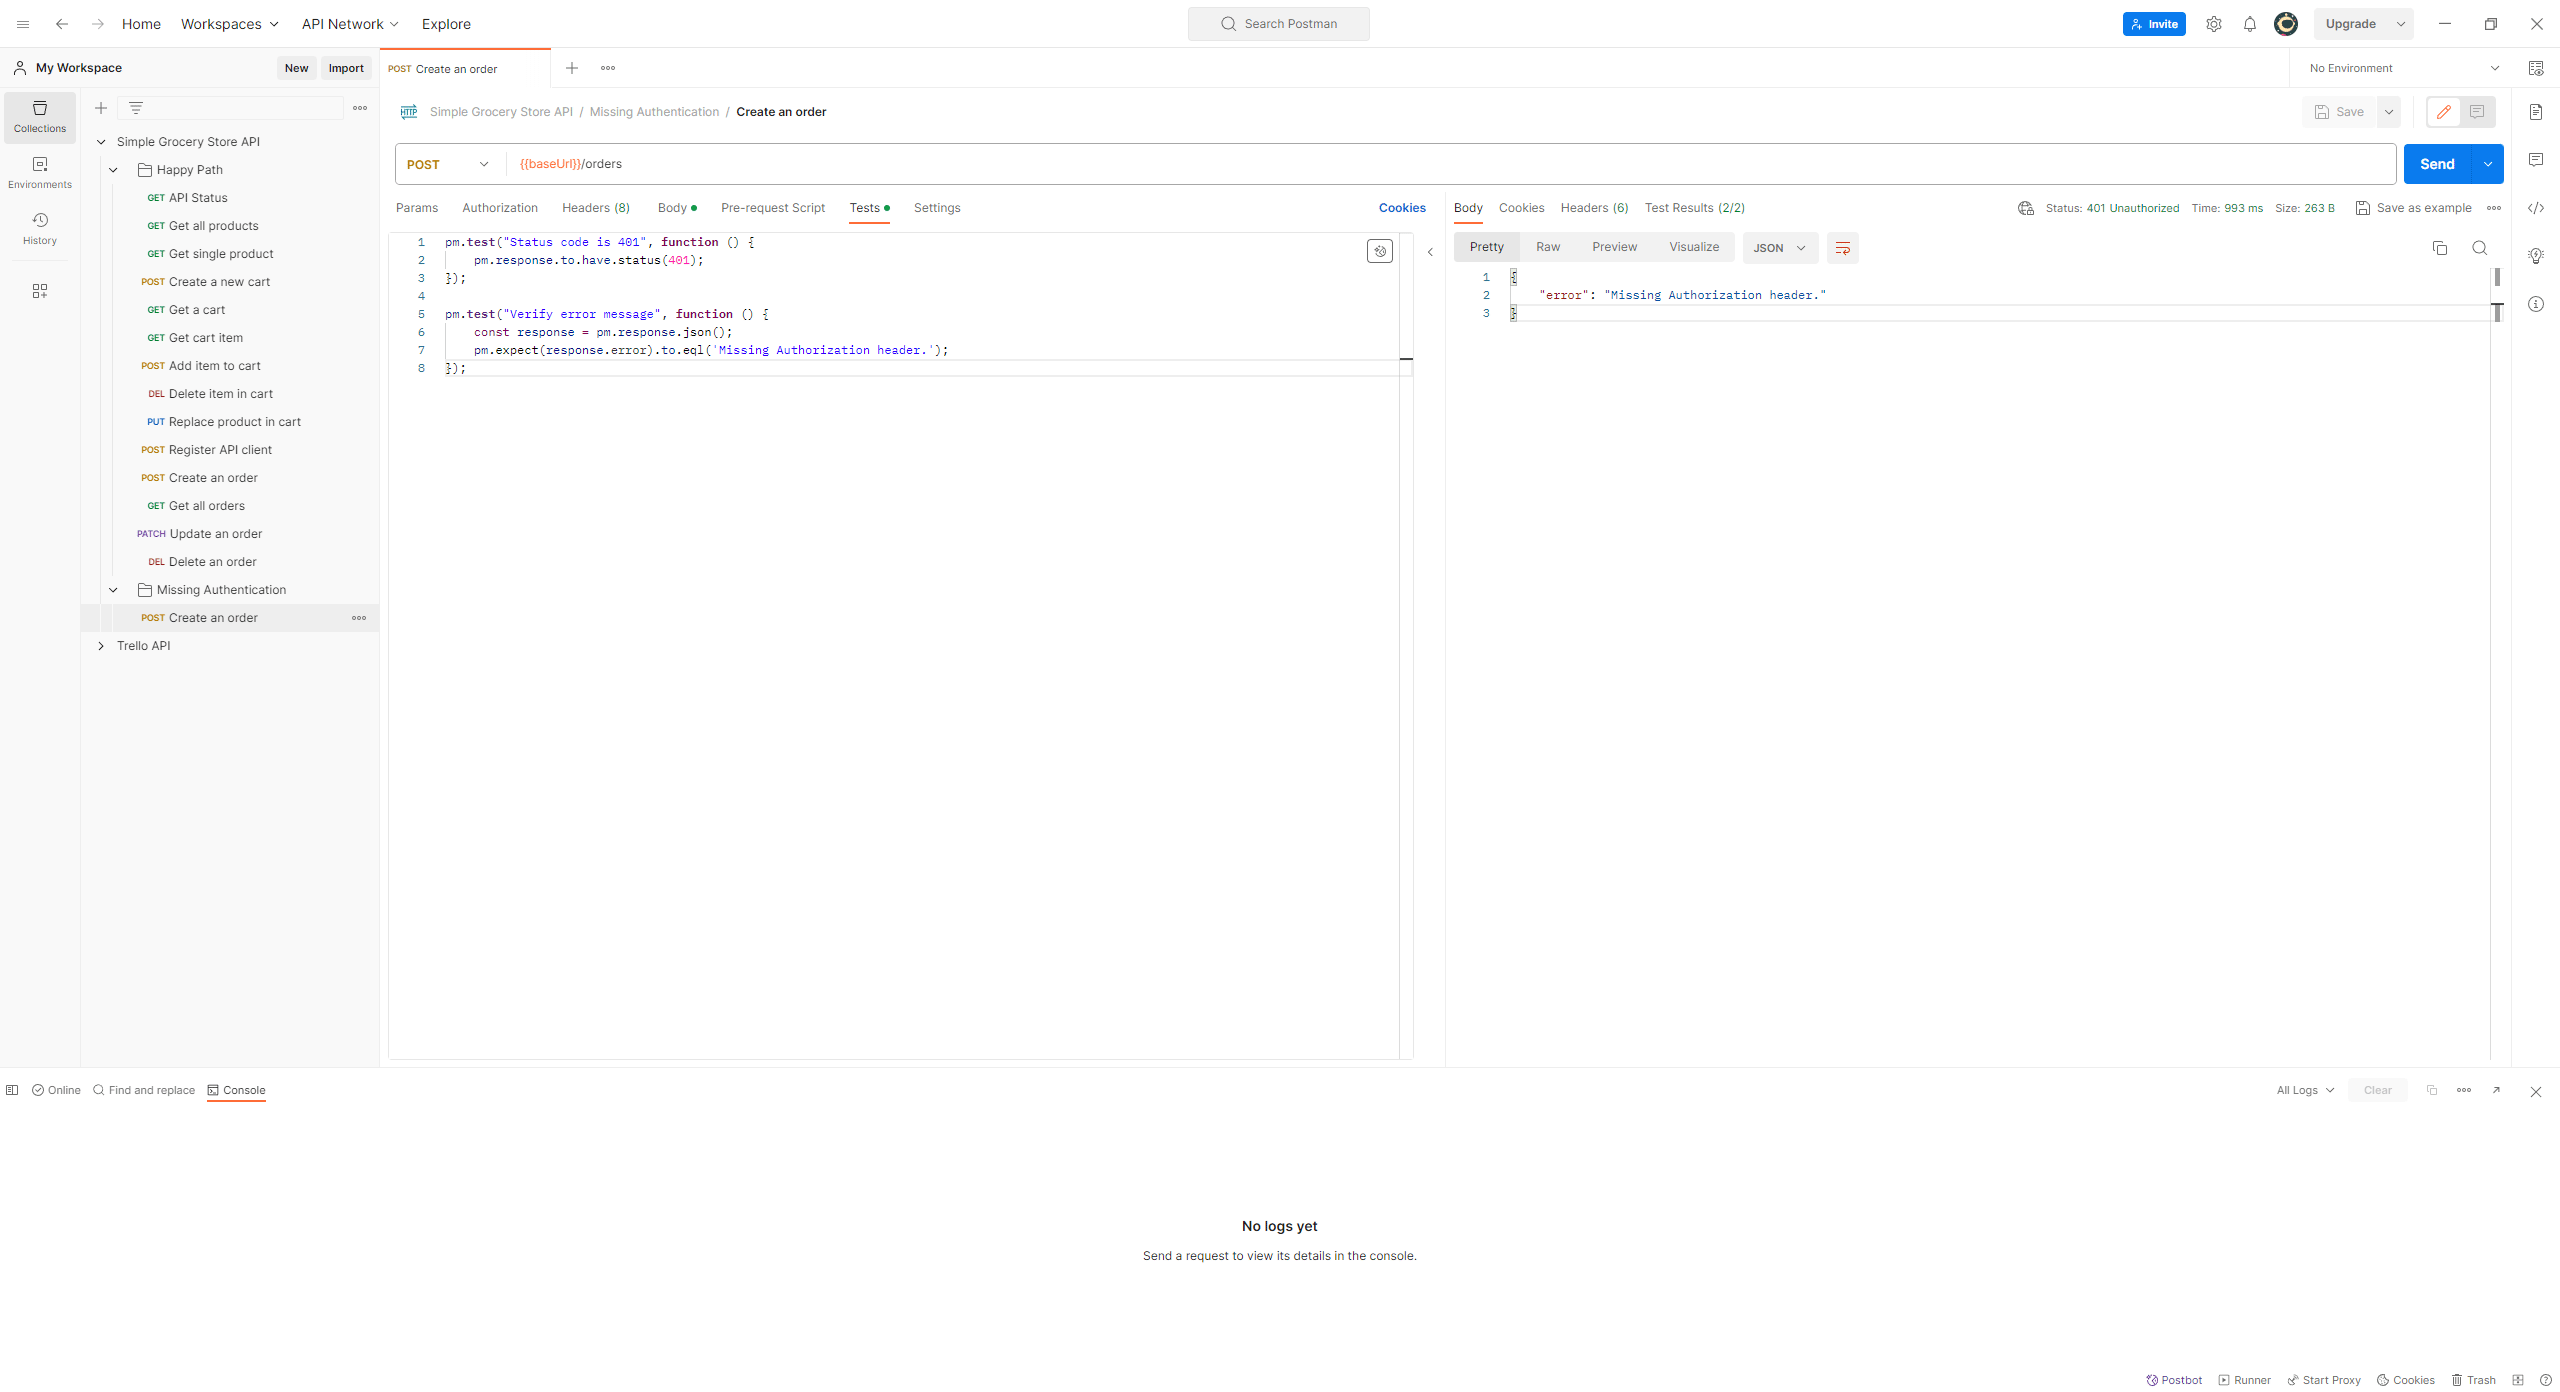 Home Workspaces API Network Explore Search Postman Invite Upgrade
My Workspace New Import POST Create an order No Environment
Collections
Environments
History
Simple Grocery Store API
Happy Path
GET API Status
GET Get all products
GET Get single product
POST Create a new cart
GET Get a cart
GET Get cart item
POST Add item to cart
DEL Delete item in cart
PUT Replace product in cart
POST Register API client
POST Create an order
GET Get all orders
PATCH Update an order
DEL Delete an order
Missing Authentication
POST Create an order
Trello API
HTTP Simple Grocery Store API / Missing Authentication / Create an order Save
POST {{baseUrl}}/orders Send
Params Authorization Headers (8) Body Pre-request Script Tests Settings Cookies
1 pm.test("Status code is 401", function () {
2 pm.response.to.have.status(401);
3 });
4
5 pm.test("Verify error message", function () {
6 const response = pm.response.json();
7 pm.expect(response.error).to.eql('Missing Authorization header.');
8 });
Body Cookies Headers (6) Test Results (2/2) Status: 401 Unauthorized Time: 993 ms Size: 263 B Save as example
Pretty Raw Preview Visualize JSON
1 {
2 "error": "Missing Authorization header."
3 }
Online Find and replace Console All Logs Clear
No logs yet
Send a request to view its details in the console.
Postbot Runner Start Proxy Cookies Trash